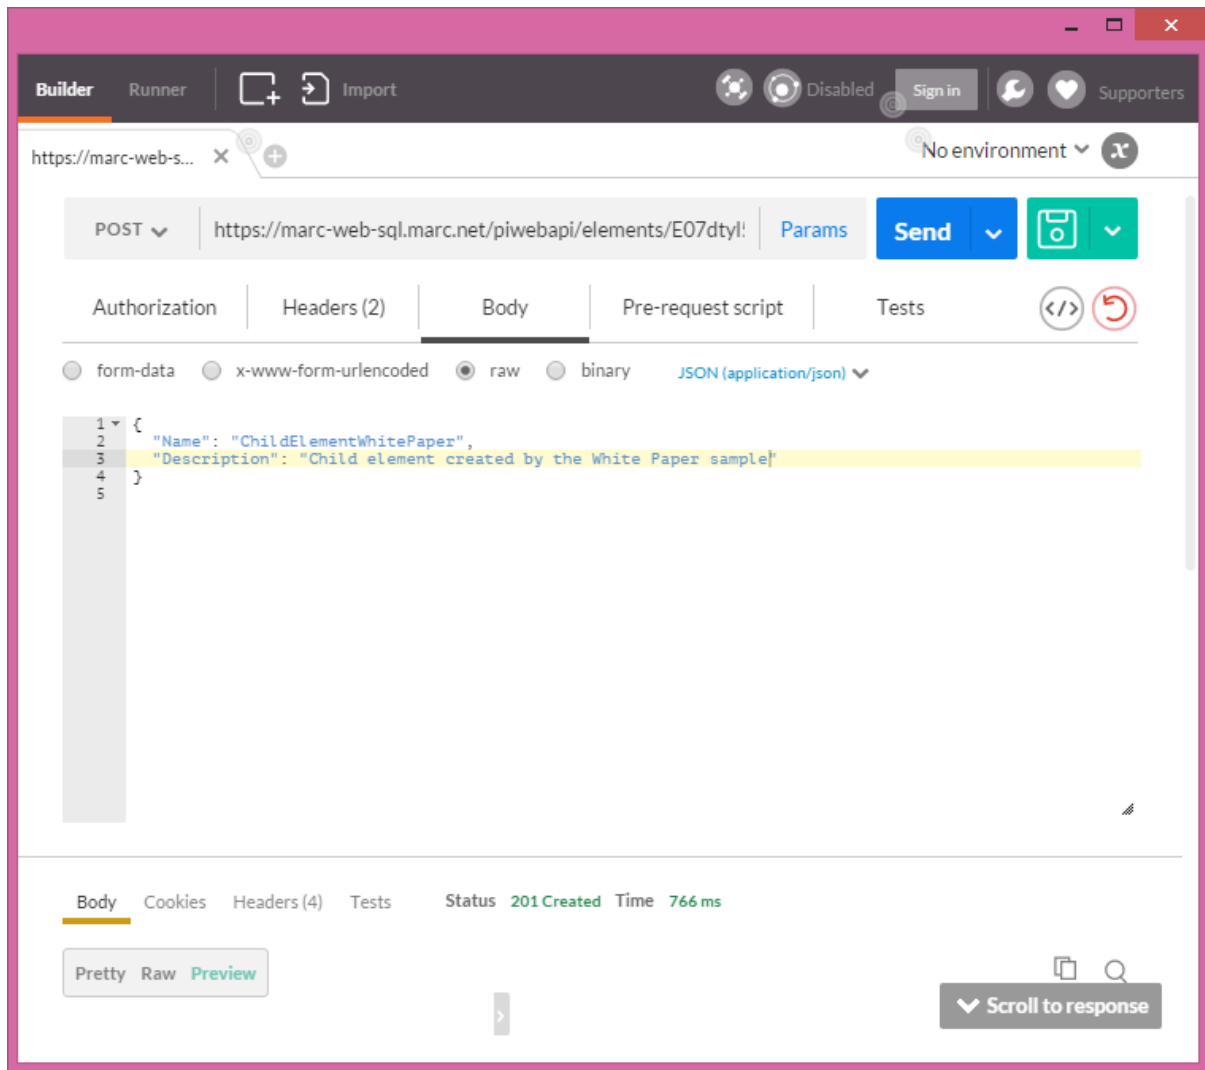 Builder Runner Import Disabled Sign in Supporters
https://marc-web-s... No environment
POST https://marc-web-sql.marc.net/piwebapi/elements/E07dtyl Params Send
Authorization Headers (2) Body Pre-request script Tests
form-data x-www-form-urlencoded raw binary JSON (application/json)
1 {
2 "Name": "ChildElementWhitePaper",
3 "Description": "Child element created by the White Paper sample"
4 }
5
Body Cookies Headers (4) Tests Status 201 Created Time 766 ms
Pretty Raw Preview
Scroll to response